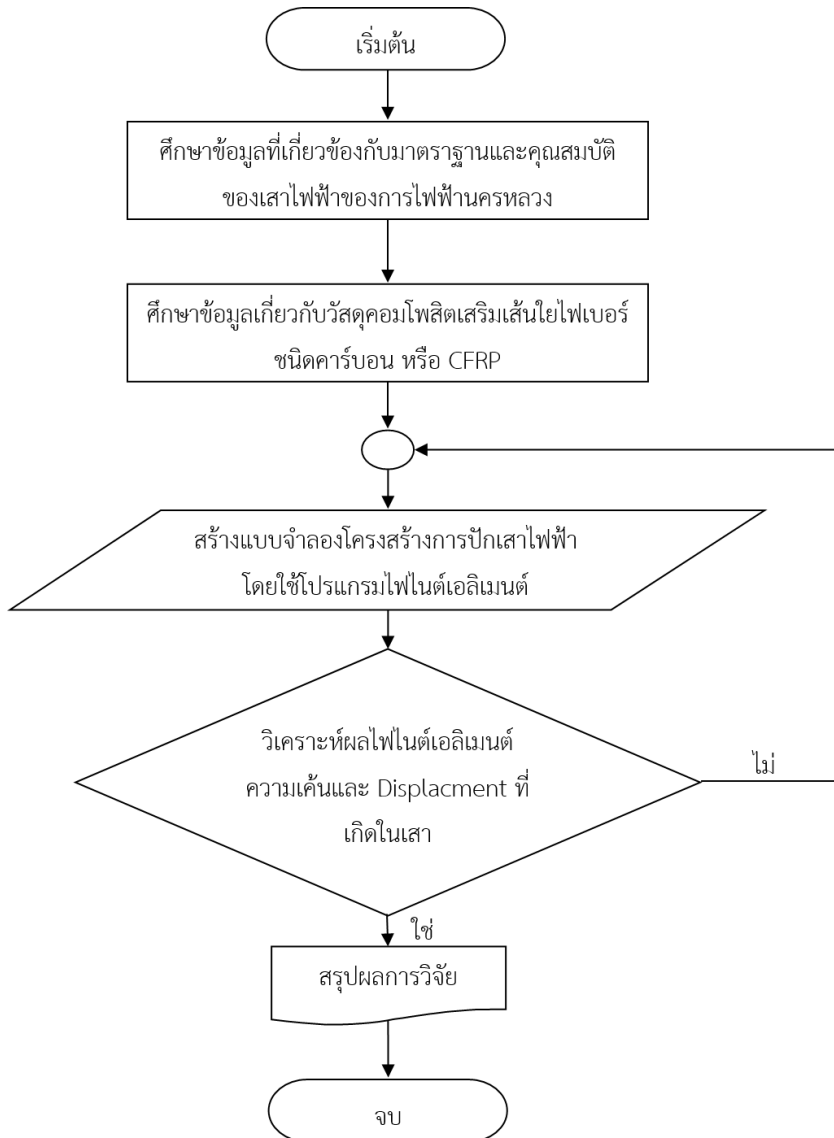 เริ่มต้น
ศึกษาข้อมูลที่เกี่ยวข้องกับมาตราฐานและคุณสมบัติ
ของเสาไฟฟ้าของการไฟฟ้านครหลวง
ศึกษาข้อมูลเกี่ยวกับวัสดุคอมโพสิตเสริมเส้นใยไฟเบอร์
ชนิดคาร์บอน หรือ CFRP
สร้างแบบจำลองโครงสร้างการปักเสาไฟฟ้า
โดยใช้โปรแกรมไฟไนต์เอลิเมนต์
วิเคราะห์ผลไฟไนต์เอลิเมนต์
ความเค้นและ Displacment ที่
เกิดในเสา
ไม่
ใช่
สรุปผลการวิจัย
จบ